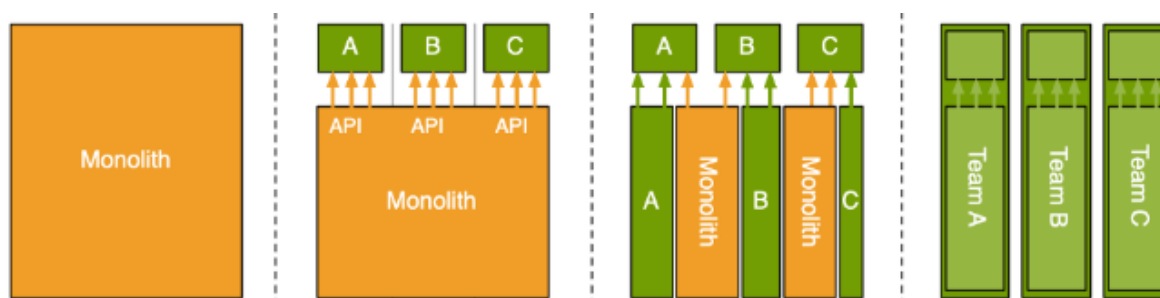 Monolith
A B C
API API API
Monolith
A B C
A Monolith B Monolith C
Team A Team B Team C